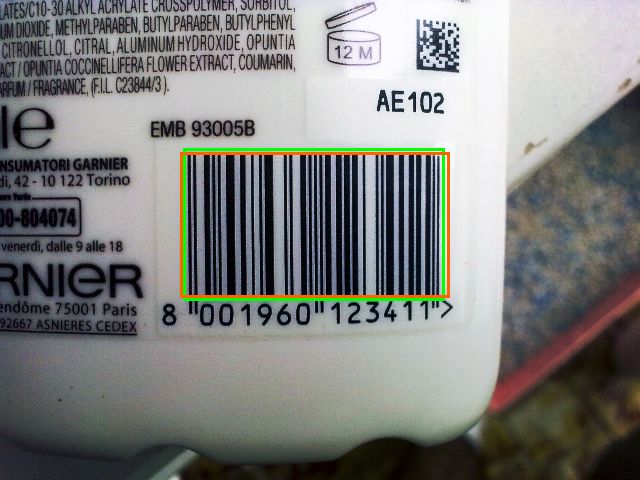 LATES/C10-30 ALKYL ACRYLATE CROSSPOLYMER, SORBITOL,
UM DIOXIDE, METHYLPARABEN, BUTYLPARABEN, BUTYLPHENYL
CITRONELLOL, CITRAL, ALUMINUM HYDROXIDE, OPUNTIA
ACT / OPUNTIA COCCINELLIFERA FLOWER EXTRACT, COUMARIN,
RFUM / FRAGRANCE, (F.I.L. C23844/3).
12 M
AE102
le
EMB 93005B
NSUMATORI GARNIER
di, 42 - 10 122 Torino
00-804074
venerdì, dalle 9 alle 18
RNIER
endôme 75001 Paris
92667 ASNIERES CEDEX
8 "001960"123411">